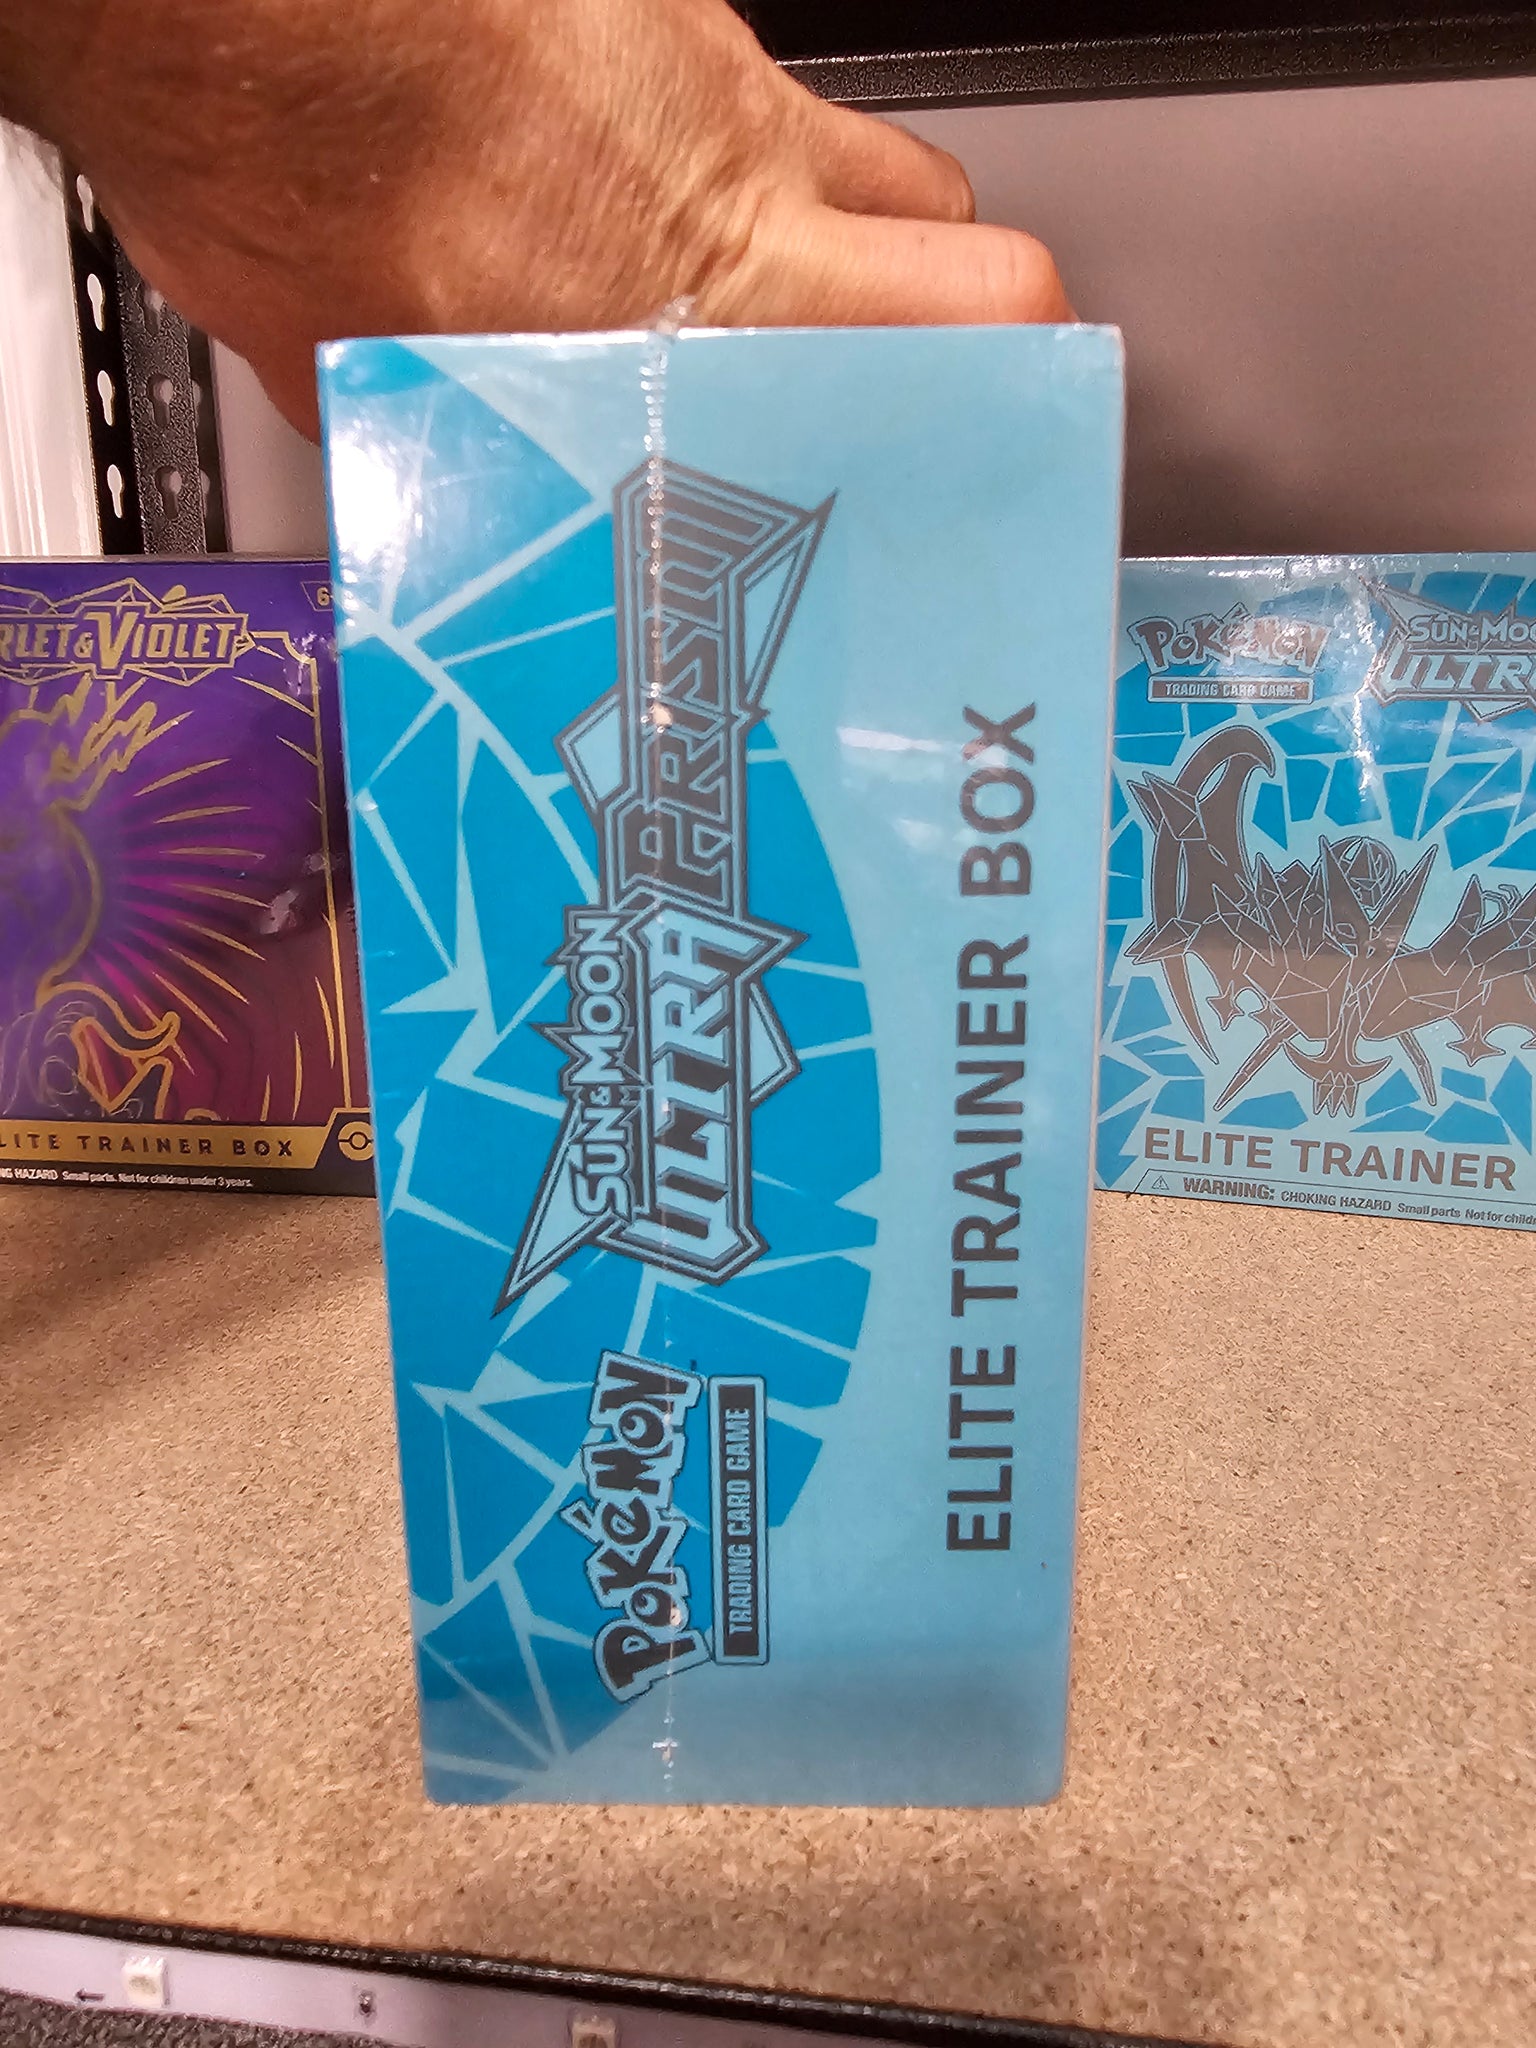 POKéMON
TRADING CARD GAME
SUN & MOON
ULTRA PRISM
ELITE TRAINER BOX
RLET & VIOLET
6
LITE TRAINER BOX
NG HAZARD Small parts. Not for children under 3 years.
POKéMON
TRADING CARD GAME
SUN & MOO
ULTR
ELITE TRAINER
WARNING: CHOKING HAZARD Small parts Not for childr